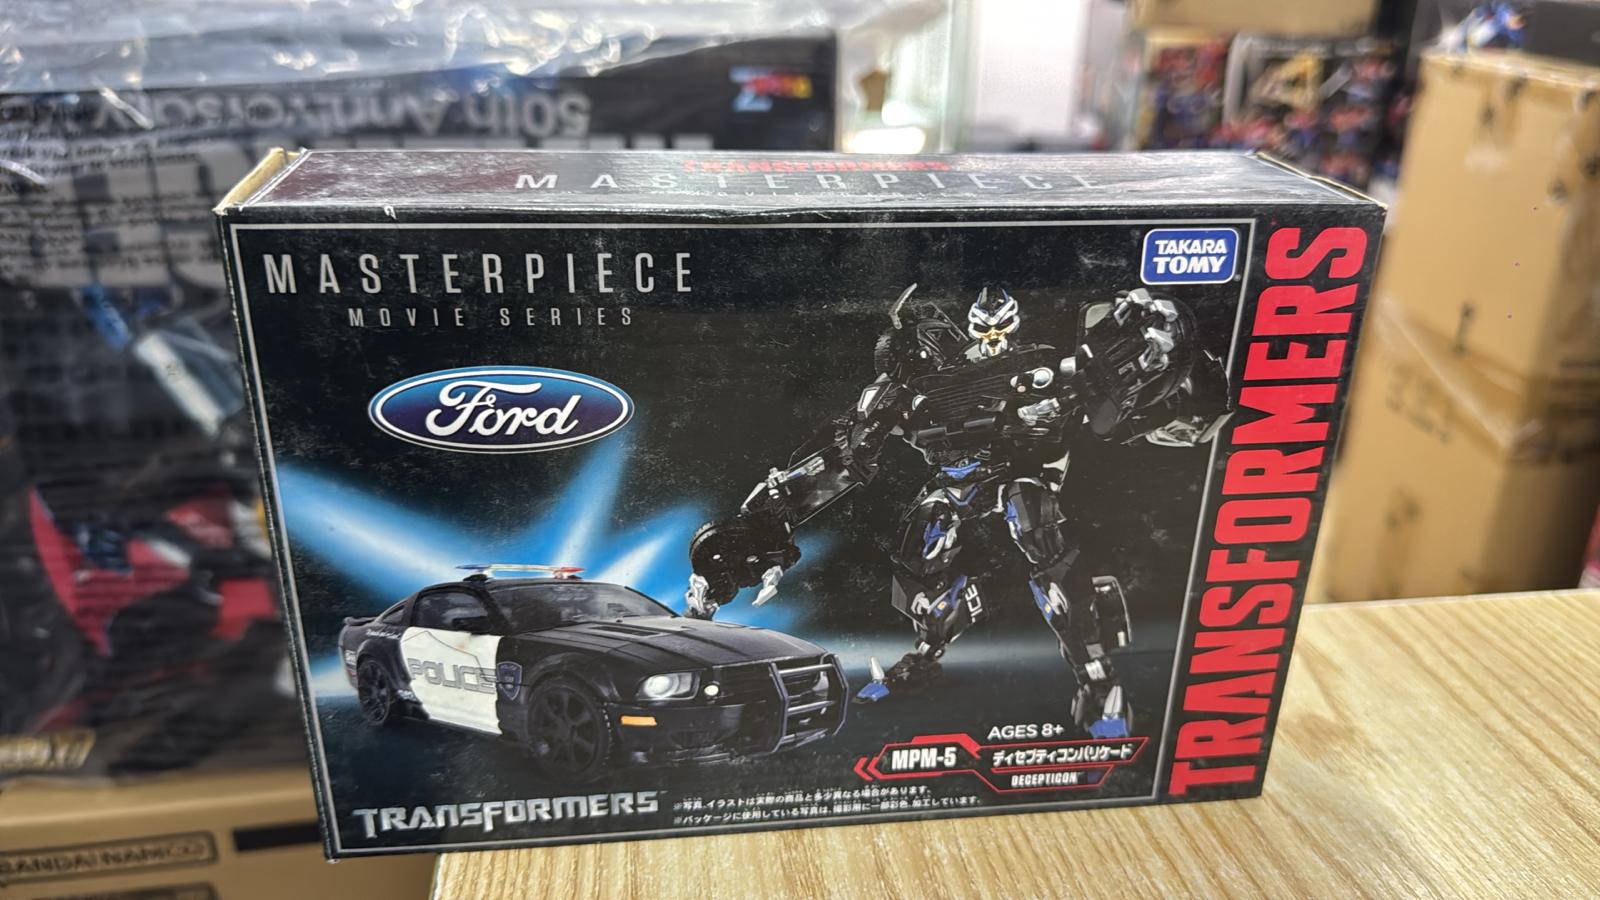 50th Anniversary
TRANSFORMERS
MASTERPIECE
MASTERPIECE
MOVIE SERIES
TAKARA
TOMY
Ford
TRANSFORMERS
POLICE
AGES 8+
MPM-5
ディセプティコンバリケード
DECEPTICON
TRANSFORMERS
※写真、イラストは実際の商品と多少異なる場合があります。
※パッケージに使用している写真は、撮影用に一部彩色、加工しています。
BANDAI NAMCO